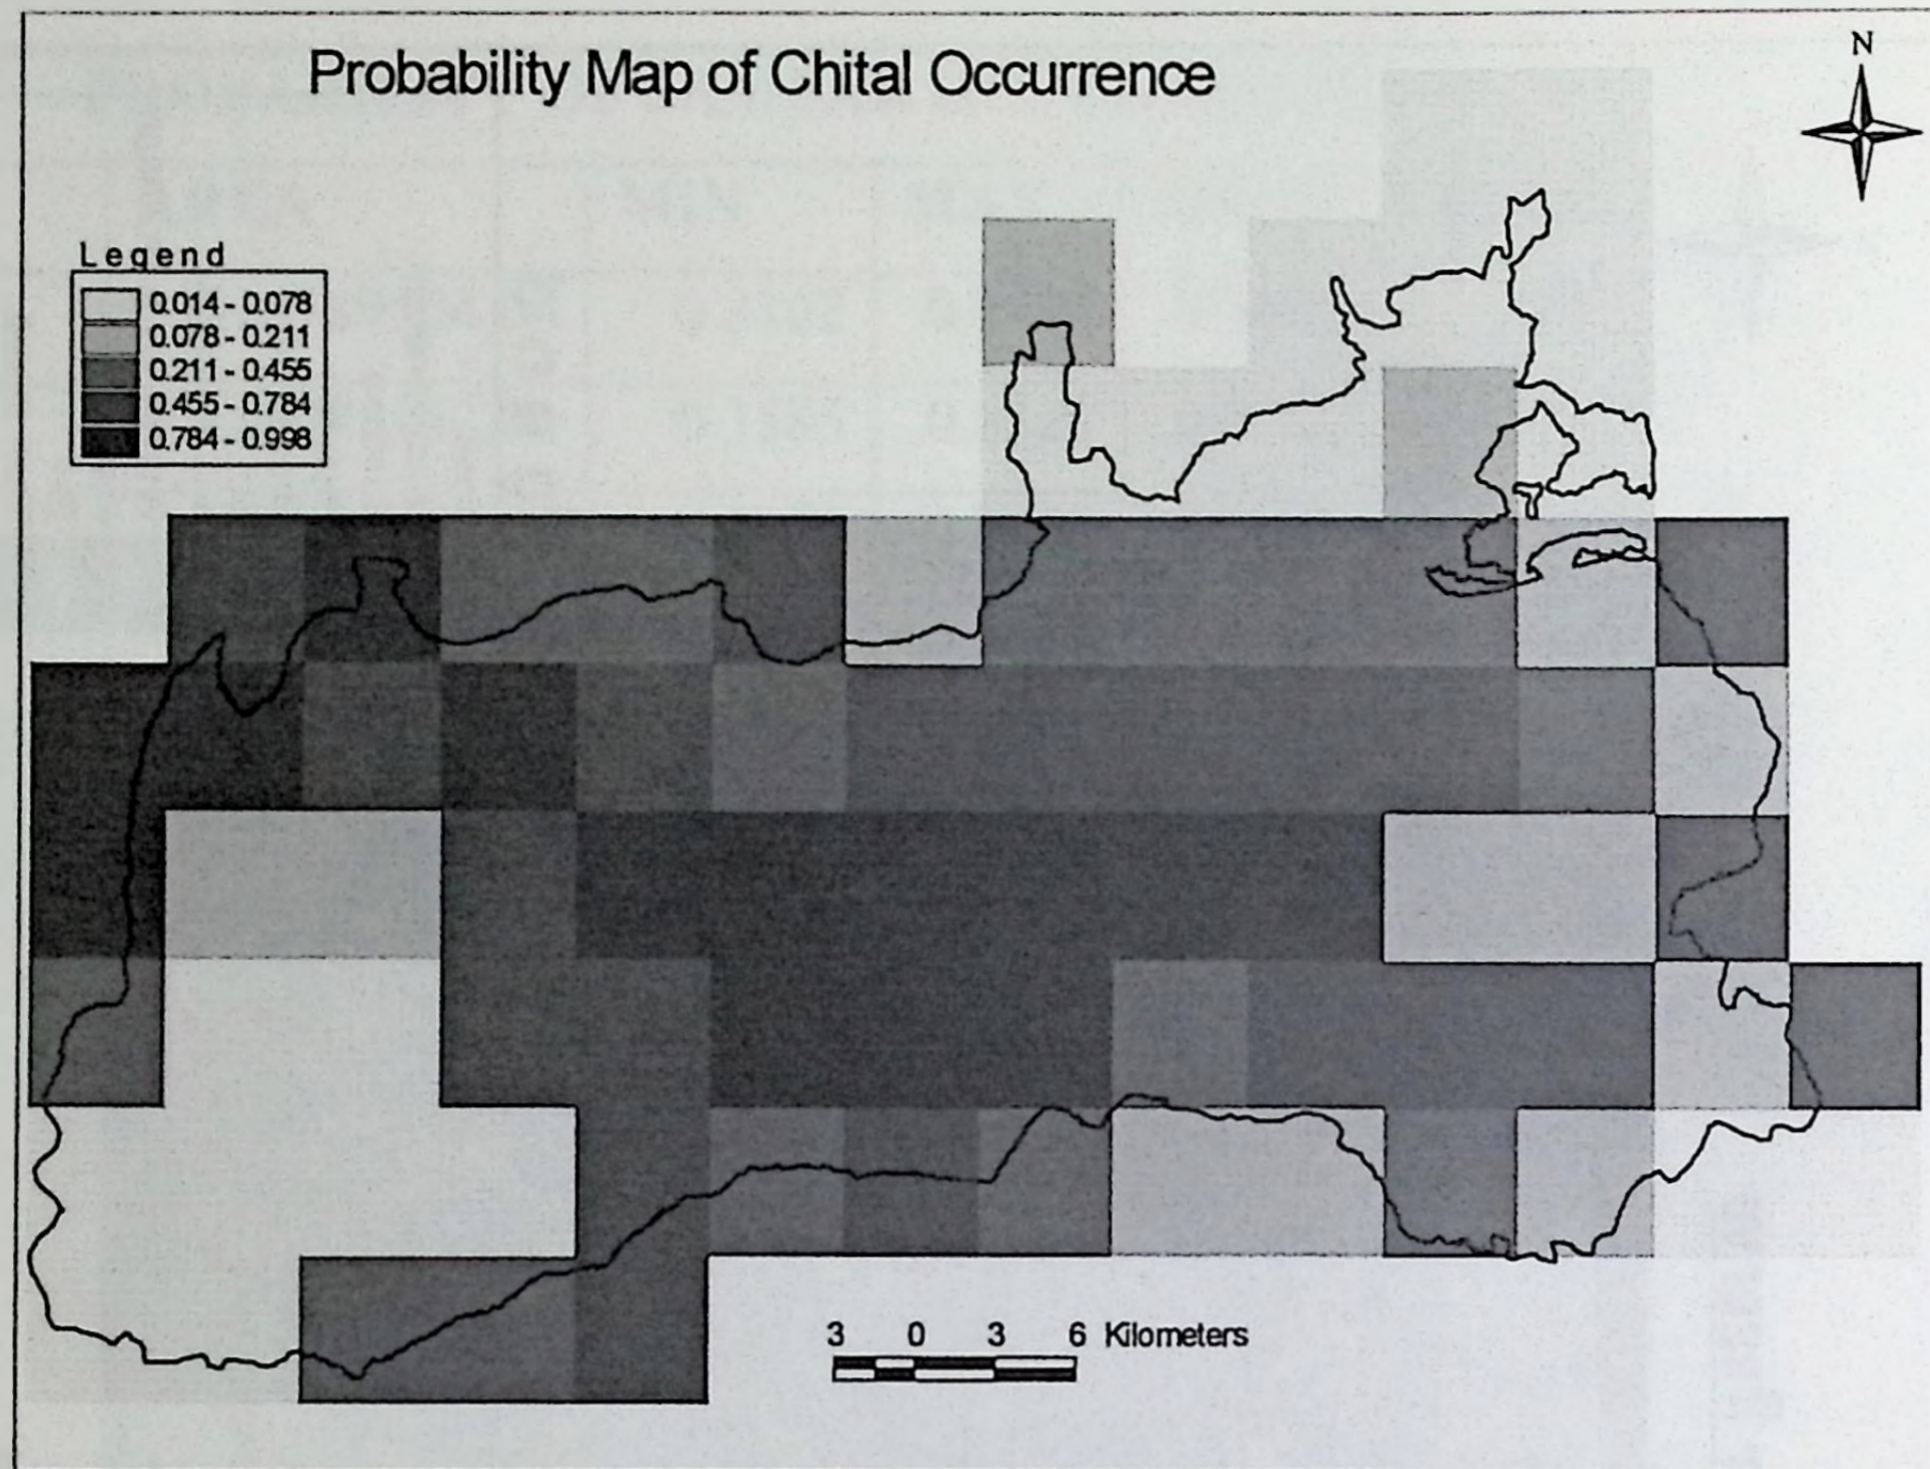 Probability Map of Chital Occurrence
N
Legend
0.014 - 0.078
0.078 - 0.211
0.211 - 0.455
0.455 - 0.784
0.784 - 0.998
3 0 3 6 Kilometers